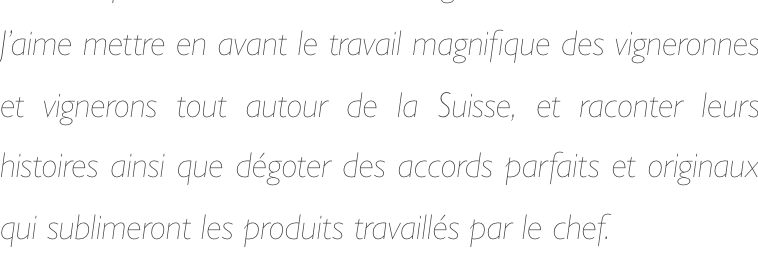 J'aime mettre en avant le travail magnifique des vigneronnes
et vignerons tout autour de la Suisse, et raconter leurs
histoires ainsi que dégoter des accords parfaits et originaux
qui sublimeront les produits travaillés par le chef.